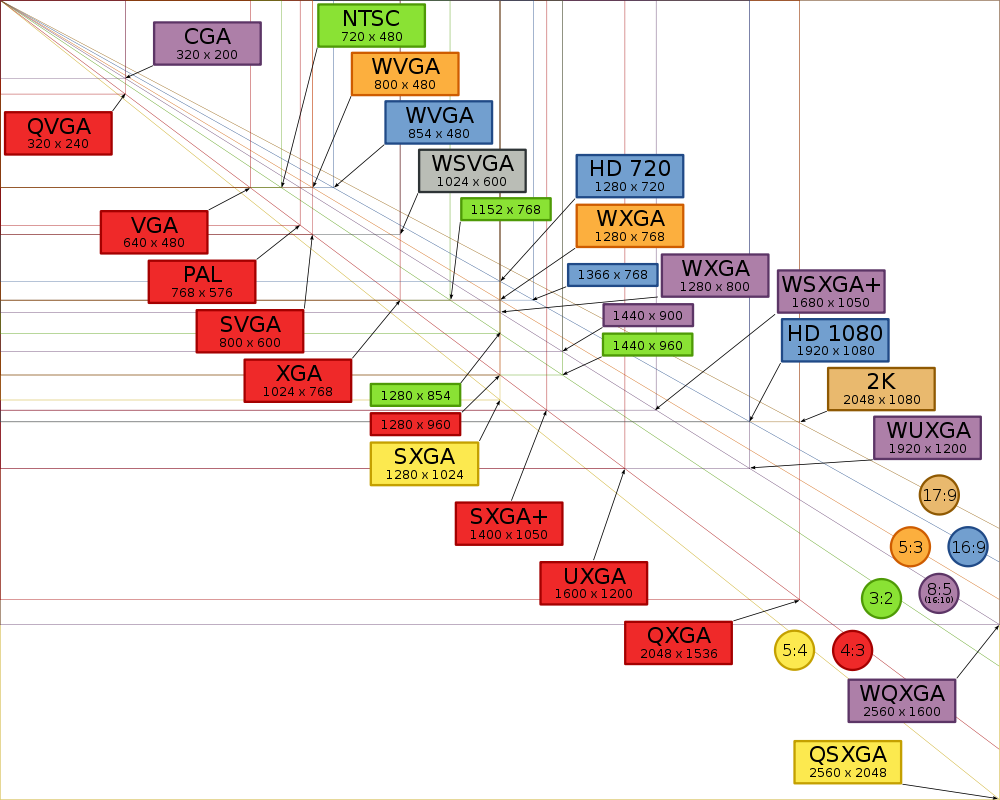 NTSC
720 x 480
CGA
320 x 200
WVGA
800 x 480
WVGA
854 x 480
QVGA
320 x 240
WSVGA
1024 x 600
HD 720
1280 x 720
1152 x 768
WXGA
1280 x 768
VGA
640 x 480
1366 x 768
WXGA
1280 x 800
PAL
768 x 576
WSXGA+
1680 x 1050
1440 x 900
SVGA
800 x 600
HD 1080
1920 x 1080
1440 x 960
XGA
1024 x 768
2K
2048 x 1080
1280 x 854
1280 x 960
WUXGA
1920 x 1200
SXGA
1280 x 1024
17:9
SXGA+
1400 x 1050
5:3
16:9
UXGA
1600 x 1200
3:2
8:5
(16:10)
QXGA
2048 x 1536
5:4
4:3
WQXGA
2560 x 1600
QSXGA
2560 x 2048